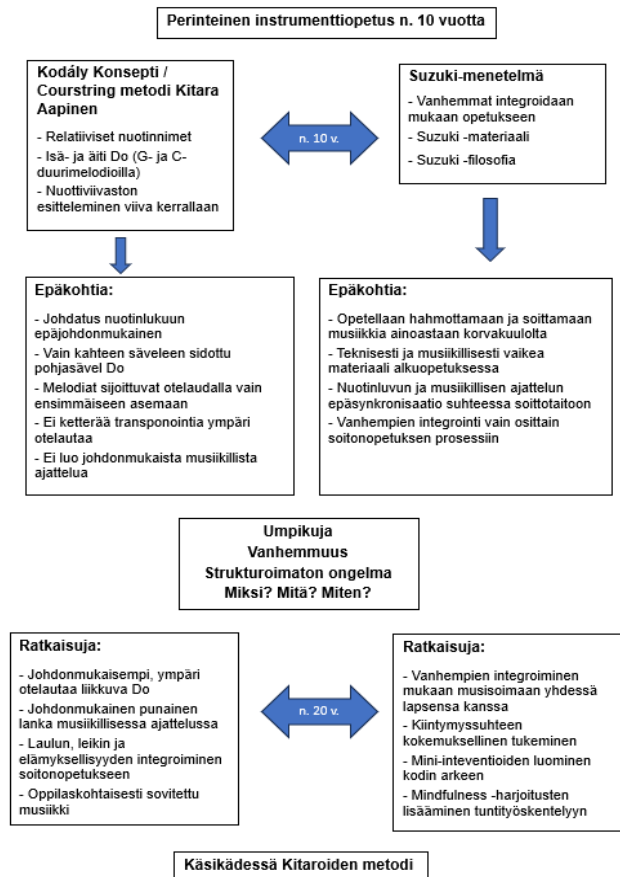 Perinteinen instrumenttiopetus n. 10 vuotta
Kodály Konsepti /
Courstring metodi Kitara
Aapinen
- Relatiiviset nuotinnimet
- Isä- ja äiti Do (G- ja C-
duurimelodioilla)
- Nuottiviivaston
esitteleminen viiva kerrallaan
n. 10 v.
Suzuki-menetelmä
- Vanhemmat integroidaan
mukaan opetukseen
- Suzuki -materiaali
- Suzuki -filosofia
Epäkohtia:
- Johdatus nuotinlukuun
epäjohdonmukainen
- Vain kahteen säveleen sidottu
pohjasävel Do
- Melodiat sijoittuvat otelaudalla vain
ensimmäiseen asemaan
- Ei ketterää transponointia ympäri
otelautaa
- Ei luo johdonmukaista musiikillista
ajattelua
Epäkohtia:
- Opetellaan hahmottamaan ja soittamaan
musiikkia ainoastaan korvakuulolta
- Teknisesti ja musiikillisesti vaikea
materiaali alkuopetuksessa
- Nuotinluvun ja musiikillisen ajattelun
epäsynkronisaatio suhteessa soittotaitoon
- Vanhempien integrointi vain osittain
soitonopetuksen prosessiin
Umpikuja
Vanhemmuus
Strukturoimaton ongelma
Miksi? Mitä? Miten?
Ratkaisuja:
- Johdonmukaisempi, ympäri
otelautaa liikkuva Do
- Johdonmukainen punainen
lanka musiikillisessa ajattelussa
- Laulun, leikin ja
elämyksellisyyden integroiminen
soitonopetukseen
- Oppilaskohtaisesti sovitettu
musiikki
n. 20 v.
Ratkaisuja:
- Vanhempien integroiminen
mukaan musisoimaan yhdessä
lapsensa kanssa
- Kiintymyssuhteen
kokemuksellinen tukeminen
- Mini-inteventioiden luominen
kodin arkeen
- Mindfulness -harjoitusten
lisääminen tuntityöskentelyyn
Käsikädessä Kitaroiden metodi